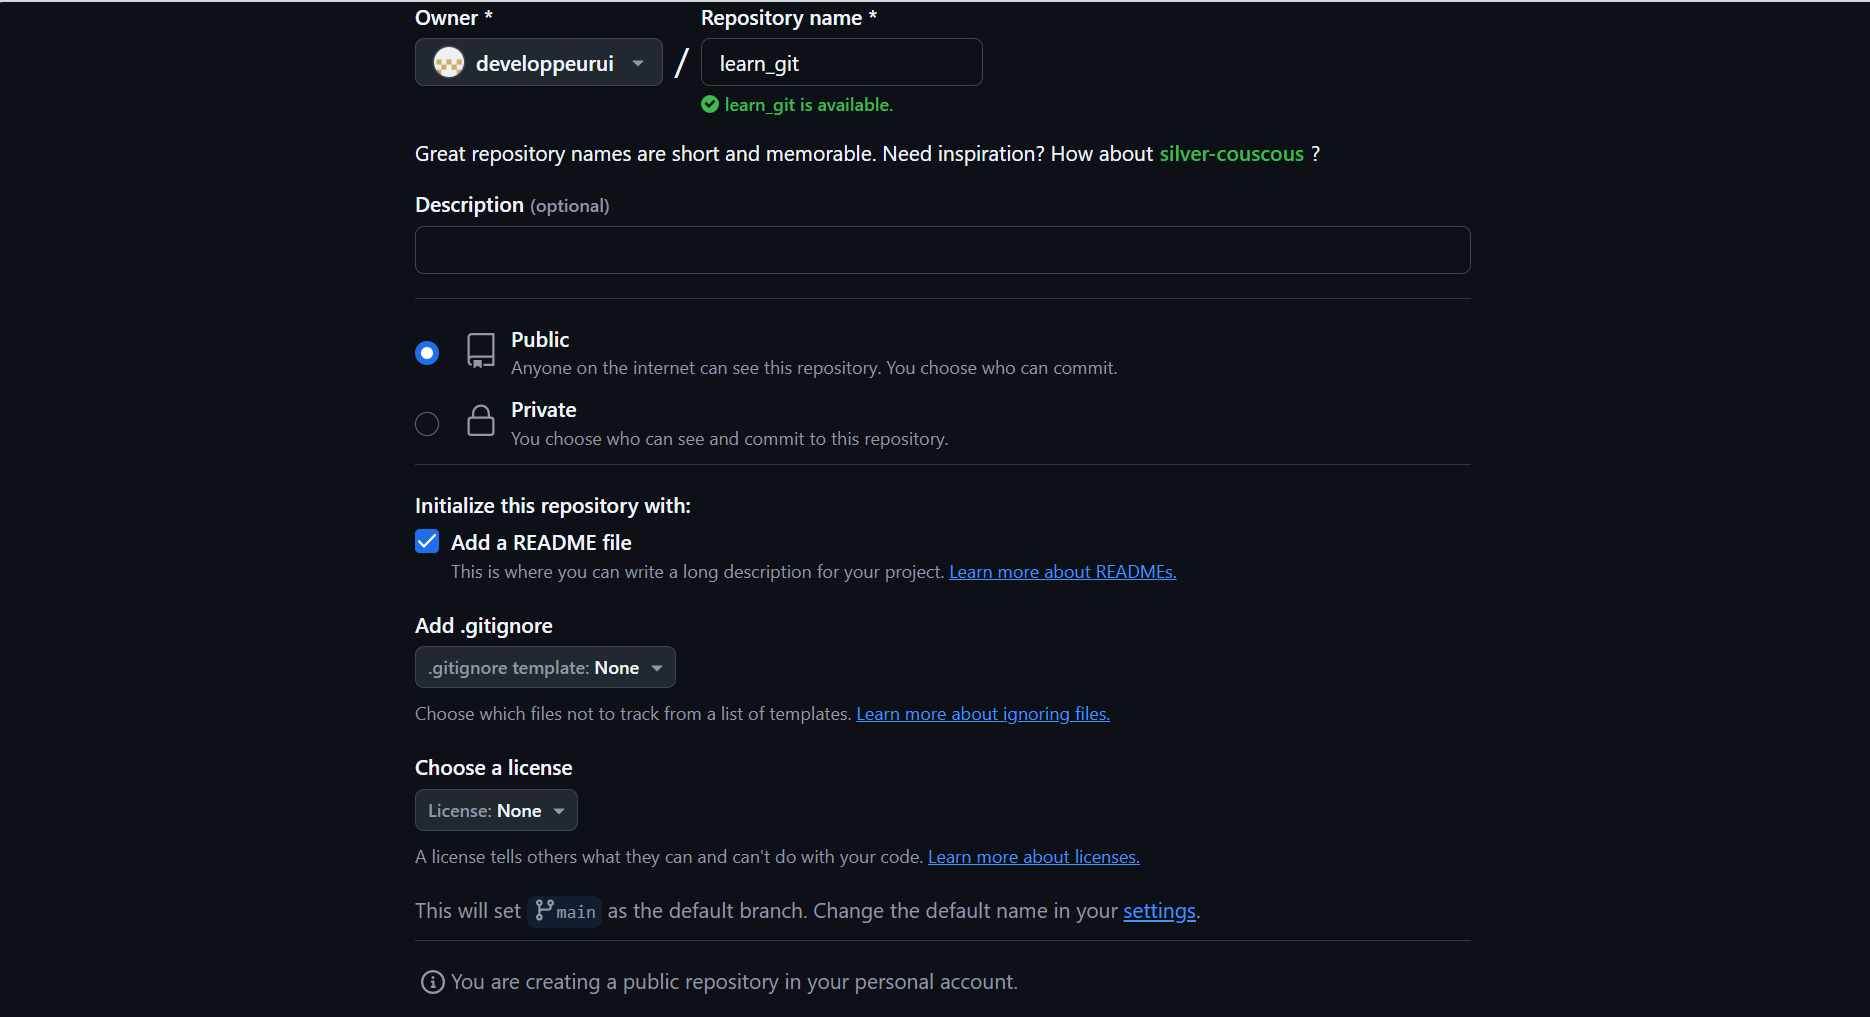 Owner * Repository name *
developpeurui / learn_git
learn_git is available.
Great repository names are short and memorable. Need inspiration? How about silver-couscous ?
Description (optional)
Public
Anyone on the internet can see this repository. You choose who can commit.
Private
You choose who can see and commit to this repository.
Initialize this repository with:
Add a README file
This is where you can write a long description for your project. Learn more about READMEs.
Add .gitignore
.gitignore template: None
Choose which files not to track from a list of templates. Learn more about ignoring files.
Choose a license
License: None
A license tells others what they can and can't do with your code. Learn more about licenses.
This will set main as the default branch. Change the default name in your settings.
You are creating a public repository in your personal account.